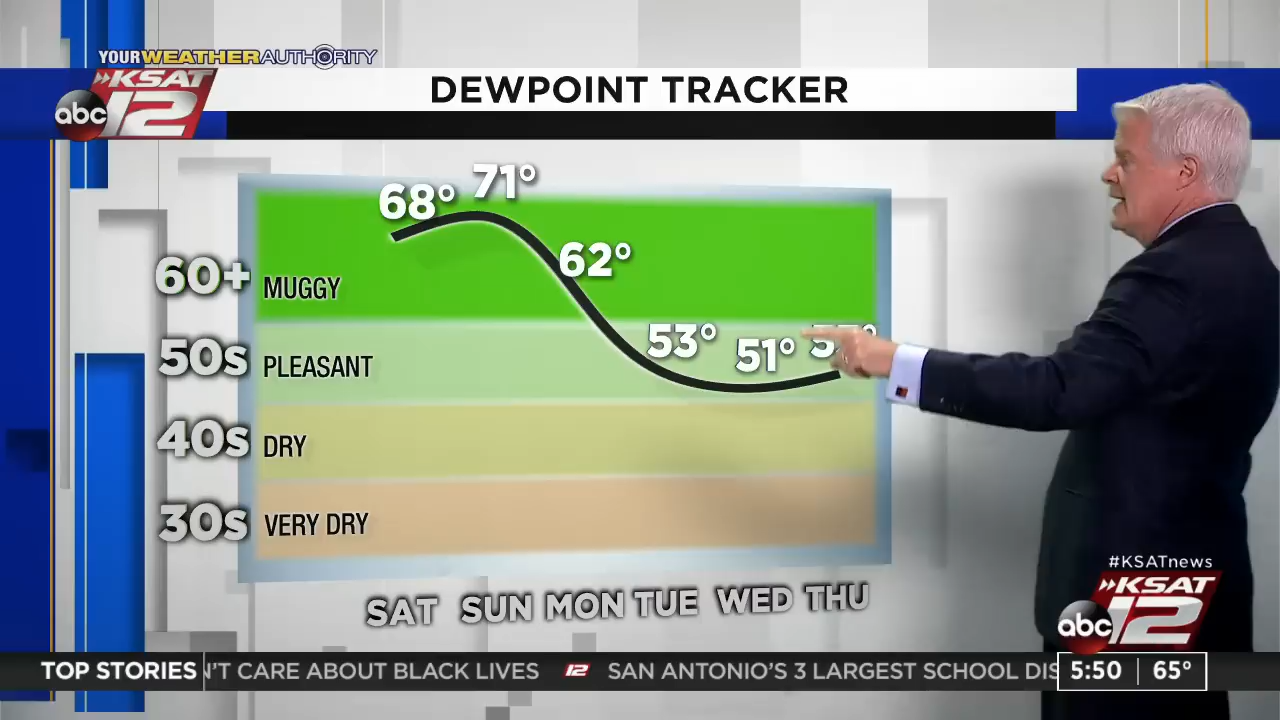 YOUR WEATHER AUTHORITY
KSAT
abc 12
DEWPOINT TRACKER
68° 71°
62°
53° 51°
60+ MUGGY
50s PLEASANT
40s DRY
30s VERY DRY
SAT SUN MON TUE WED THU
#KSATnews
KSAT
abc 12
TOP STORIES N'T CARE ABOUT BLACK LIVES 12 SAN ANTONIO'S 3 LARGEST SCHOOL DIS 5:50 65°